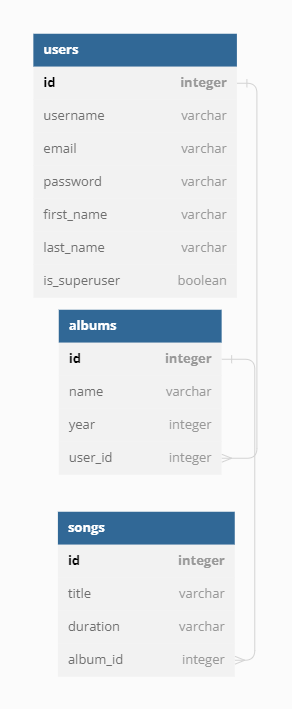 users
id integer
username varchar
email varchar
password varchar
first_name varchar
last_name varchar
is_superuser boolean
albums
id integer
name varchar
year integer
user_id integer
songs
id integer
title varchar
duration varchar
album_id integer